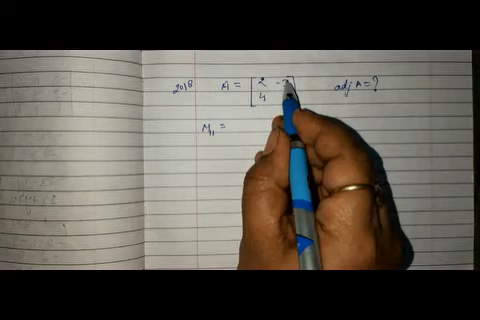 2018 A = [ 2 -3 adj A = ?
4
M11 =